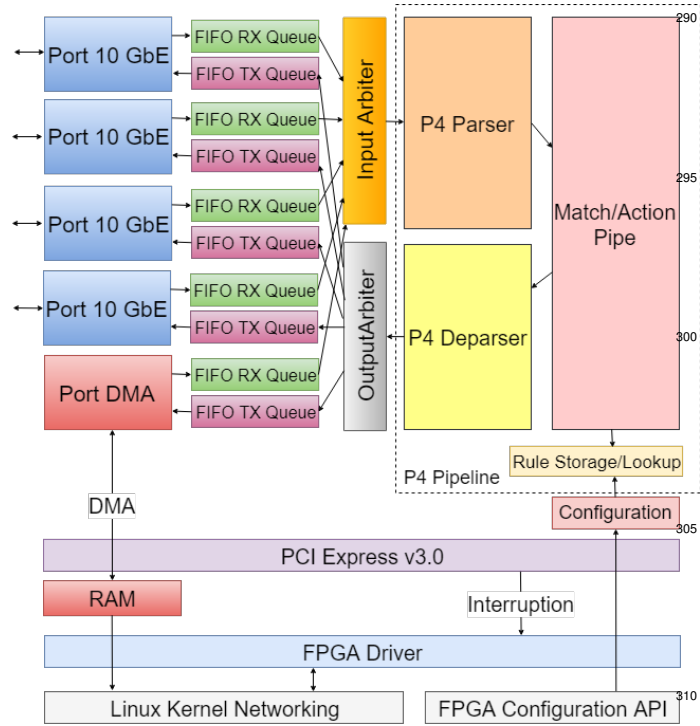 290
Port 10 GbE
FIFO RX Queue
FIFO TX Queue
Port 10 GbE
FIFO RX Queue
FIFO TX Queue
Port 10 GbE
FIFO RX Queue
FIFO TX Queue
Port 10 GbE
FIFO RX Queue
FIFO TX Queue
Port DMA
FIFO RX Queue
FIFO TX Queue
Input Arbiter
OutputArbiter
P4 Parser
P4 Deparser
295
Match/Action
Pipe
300
Rule Storage/Lookup
P4 Pipeline
Configuration
305
DMA
PCI Express v3.0
RAM
Interruption
FPGA Driver
Linux Kernel Networking
FPGA Configuration API
310